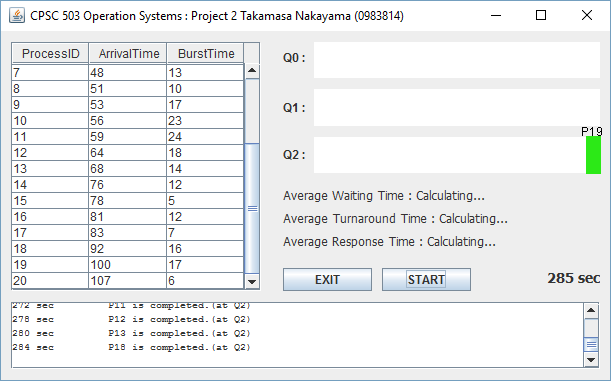 CPSC 503 Operation Systems : Project 2 Takamasa Nakayama (0983814)
ProcessID ArrivalTime BurstTime
7 48 13
8 51 10
9 53 17
10 56 23
11 59 24
12 64 18
13 68 14
14 76 12
15 78 5
16 81 12
17 83 7
18 92 16
19 100 17
20 107 6
Q0 :
Q1 :
P19
Q2 :
Average Waiting Time : Calculating...
Average Turnaround Time : Calculating...
Average Response Time : Calculating...
EXIT START 285 sec
272 sec P11 is completed.(at Q2)
278 sec P12 is completed.(at Q2)
280 sec P13 is completed.(at Q2)
284 sec P18 is completed.(at Q2)